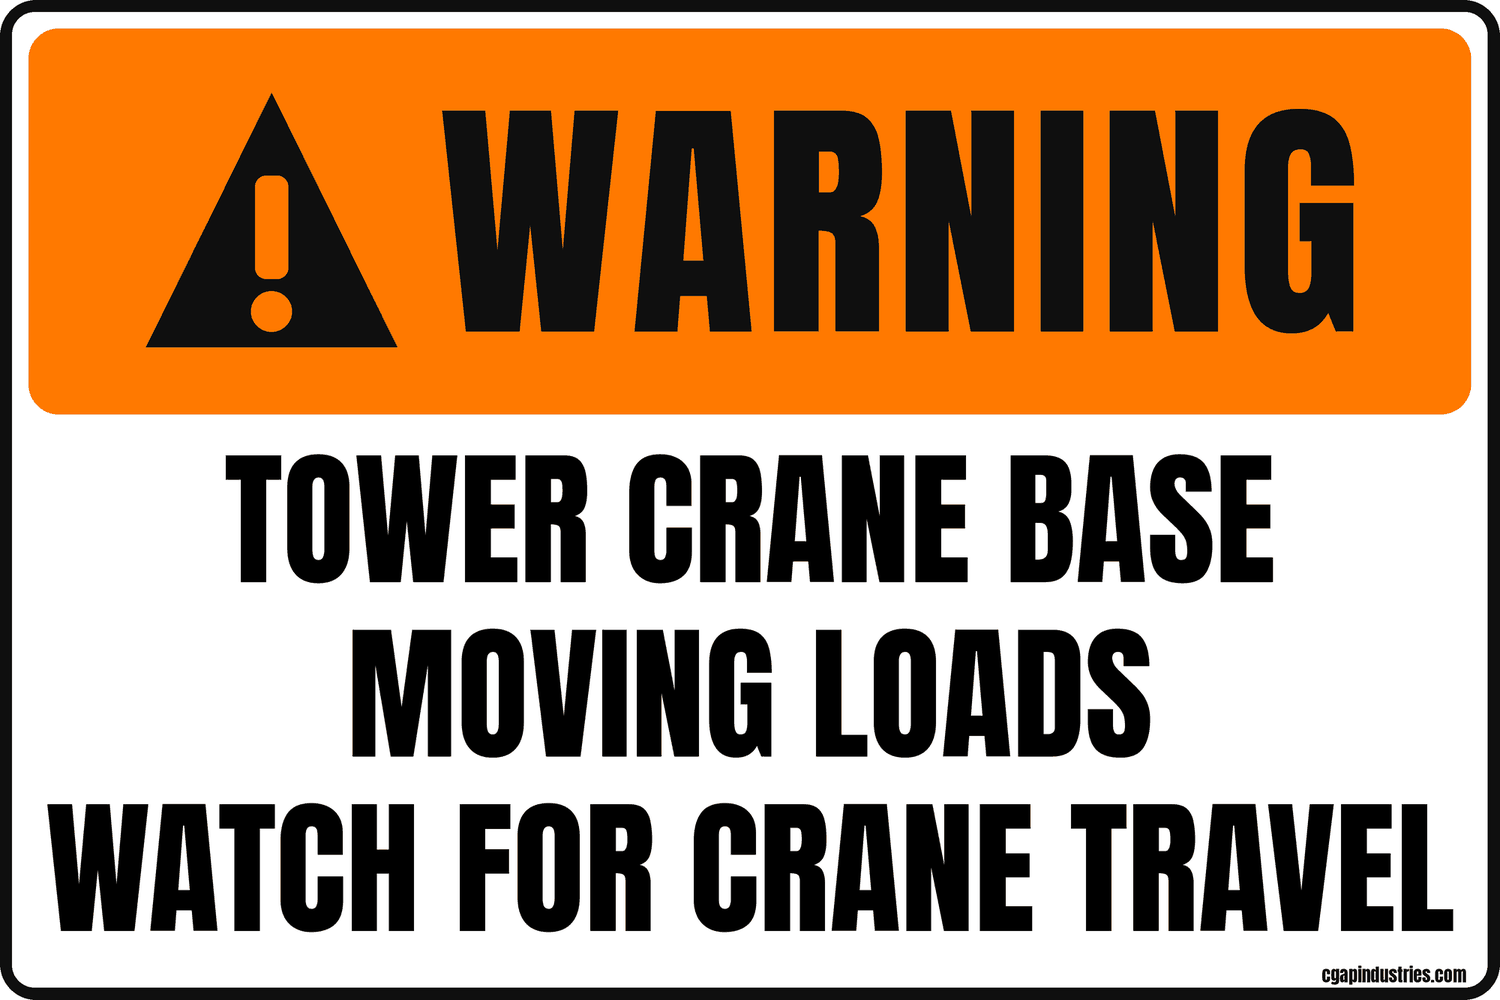 WARNING
TOWER CRANE BASE
MOVING LOADS
WATCH FOR CRANE TRAVEL
cgapindustries.com